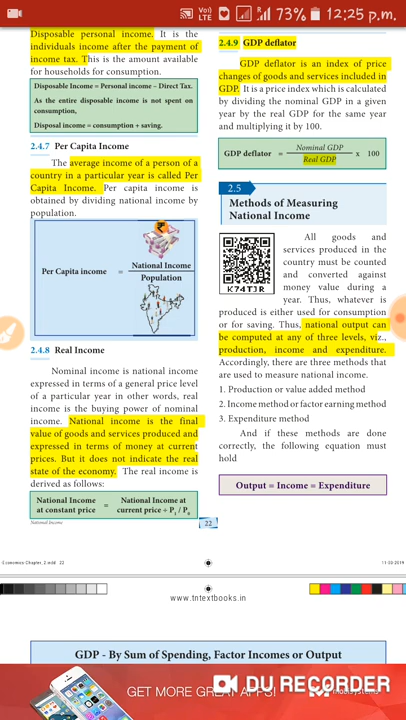 Vo))
LTE
R
73%
12:25 p.m.
Disposable personal income. It is the
individuals income after the payment of
income tax. This is the amount available
for households for consumption.
Disposable Income = Personal income – Direct Tax.
As the entire disposable income is not spent on
consumption,
Disposal income = consumption + saving.
2.4.7 Per Capita Income
The average income of a person of a
country in a particular year is called Per
Capita Income. Per capita income is
obtained by dividing national income by
population.
Per Capita income = National Income
Population
2.4.8 Real Income
Nominal income is national income
expressed in terms of a general price level
of a particular year in other words, real
income is the buying power of nominal
income. National income is the final
value of goods and services produced and
expressed in terms of money at current
prices. But it does not indicate the real
state of the economy. The real income is
derived as follows:
National Income
at constant price
=
National Income at
current price ÷ P1 / P0
National Income
22
2.4.9 GDP deflator
GDP deflator is an index of price
changes of goods and services included in
GDP. It is a price index which is calculated
by dividing the nominal GDP in a given
year by the real GDP for the same year
and multiplying it by 100.
GDP deflator = Nominal GDP
Real GDP
x 100
2.5
Methods of Measuring
National Income
K74TJR
All goods and
services produced in the
country must be counted
and converted against
money value during a
year. Thus, whatever is
produced is either used for consumption
or for saving. Thus, national output can
be computed at any of three levels, viz.,
production, income and expenditure.
Accordingly, there are three methods that
are used to measure national income.
1. Production or value added method
2. Income method or factor earning method
3. Expenditure method
And if these methods are done
correctly, the following equation must
hold
Output = Income = Expenditure
www.tntextbooks.in
GDP - By Sum of Spending, Factor Incomes or Output
GET MORE GREAT APPS!
DU RECORDER